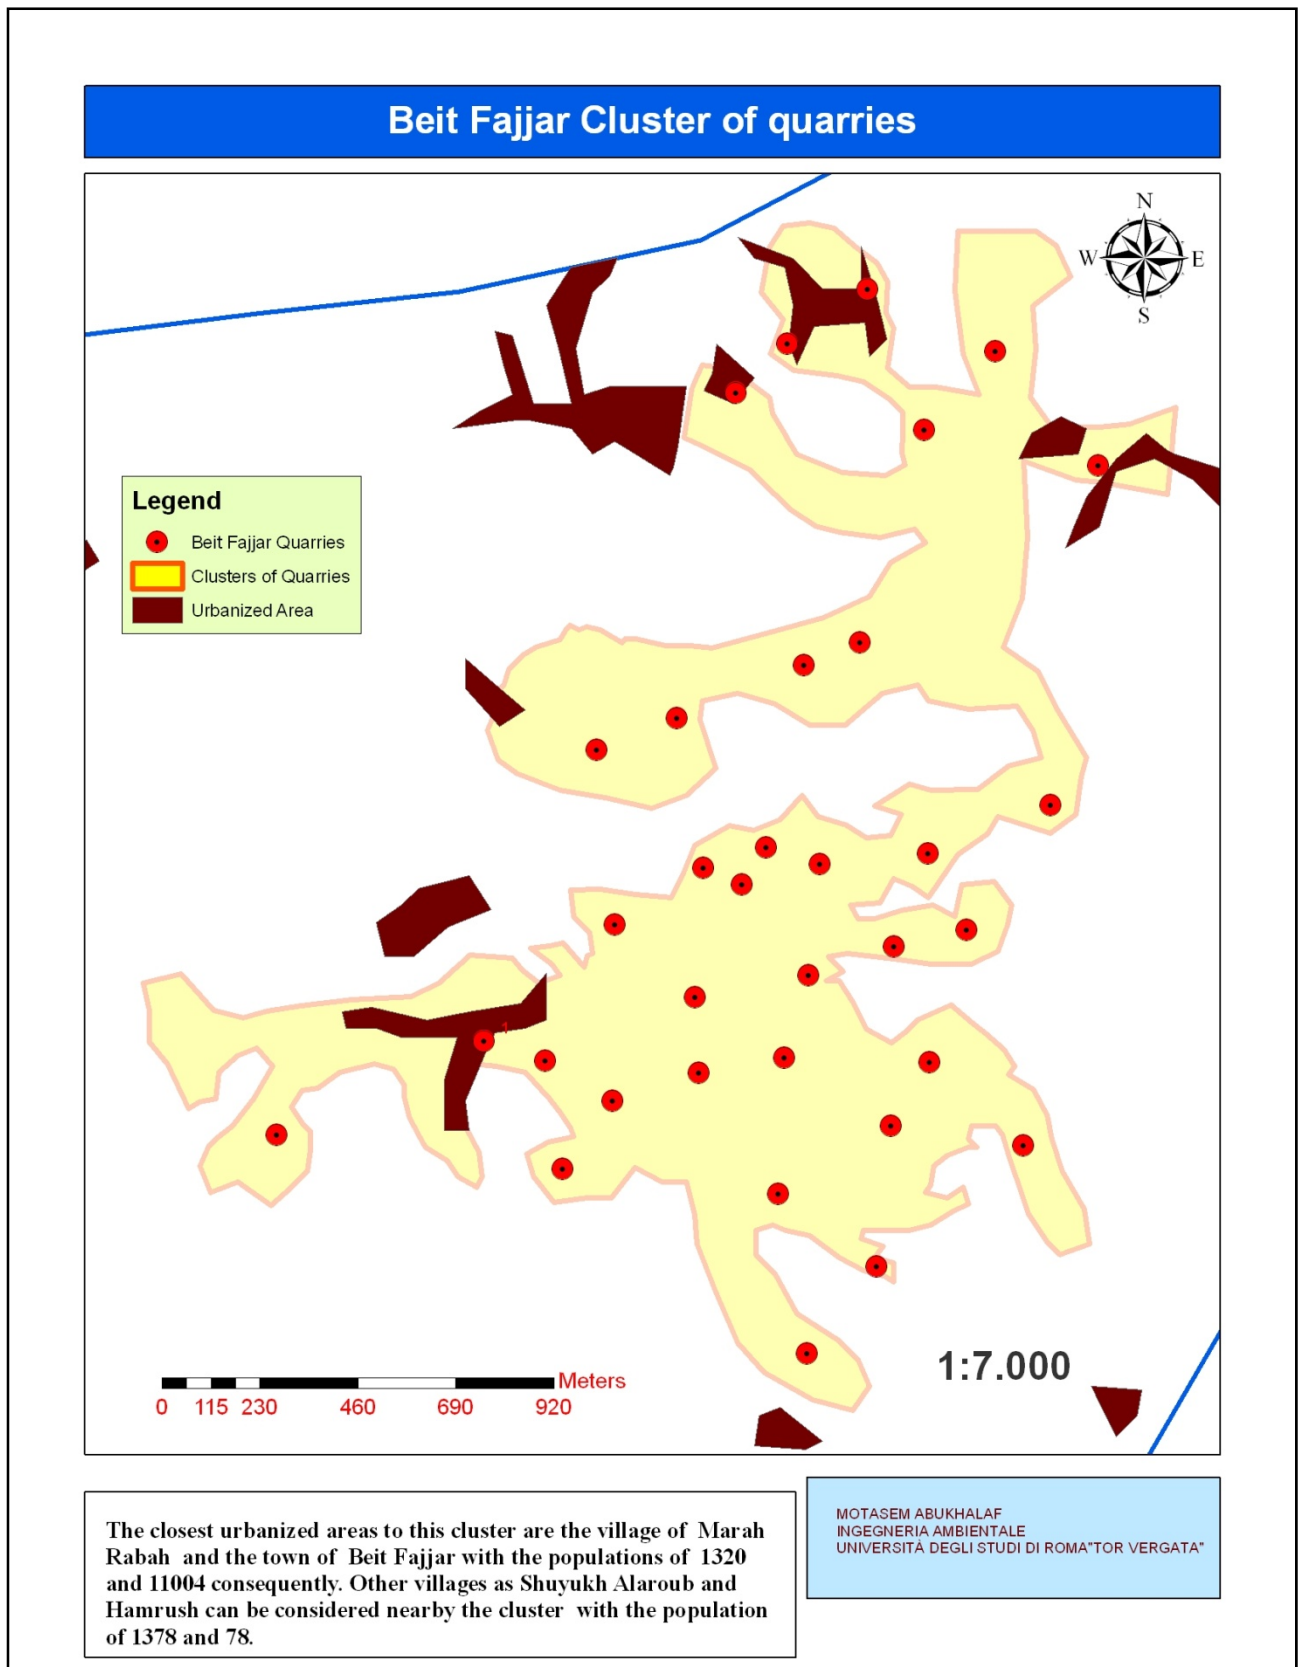 Beit Fajjar Cluster of quarries
N
W E
S
Legend
Beit Fajjar Quarries
Clusters of Quarries
Urbanized Area
1
1:7.000
Meters
0 115 230 460 690 920
The closest urbanized areas to this cluster are the village of Marah
Rabah and the town of Beit Fajjar with the populations of 1320
and 11004 consequently. Other villages as Shuyukh Alaroub and
Hamrush can be considered nearby the cluster with the population
of 1378 and 78.
MOTASEM ABUKHALAF
INGEGNERIA AMBIENTALE
UNIVERSITÀ DEGLI STUDI DI ROMA"TOR VERGATA"